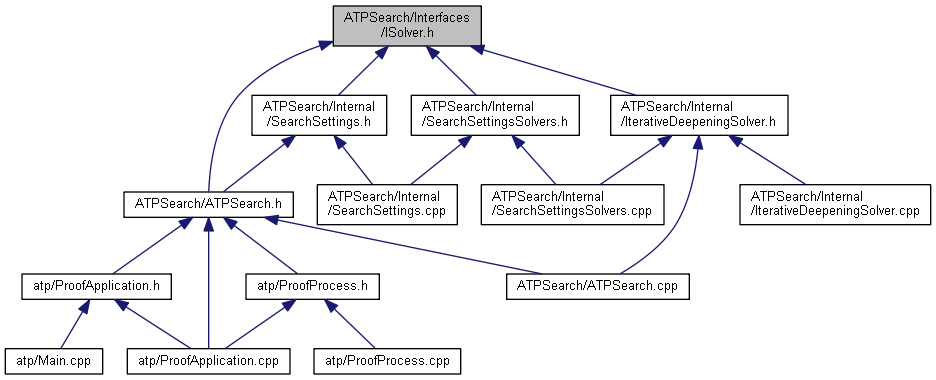 ATPSearch/Interfaces
/ISolver.h
ATPSearch/Internal
/SearchSettings.h
ATPSearch/Internal
/SearchSettingsSolvers.h
ATPSearch/Internal
/IterativeDeepeningSolver.h
ATPSearch/ATPSearch.h
ATPSearch/Internal
/SearchSettings.cpp
ATPSearch/Internal
/SearchSettingsSolvers.cpp
ATPSearch/Internal
/IterativeDeepeningSolver.cpp
atp/ProofApplication.h
atp/ProofProcess.h
ATPSearch/ATPSearch.cpp
atp/Main.cpp
atp/ProofApplication.cpp
atp/ProofProcess.cpp